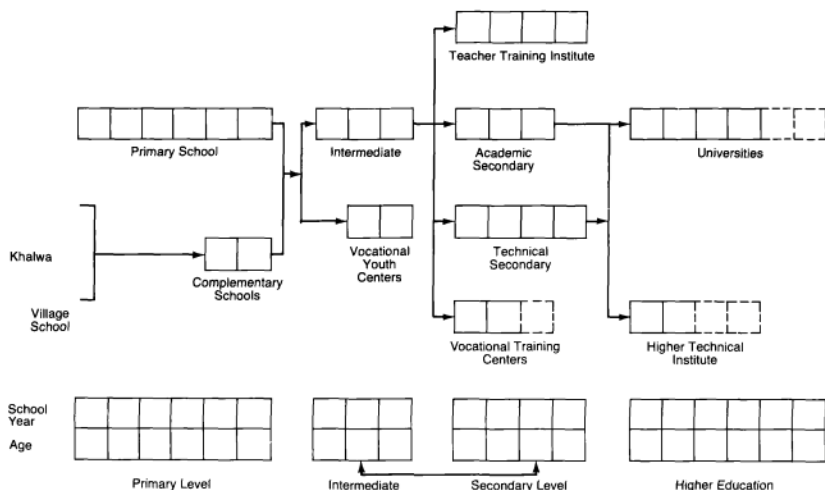 Teacher Training Institute
Primary School
Intermediate
Academic
Secondary
Universities
Khalwa
Complementary
Schools
Vocational
Youth
Centers
Technical
Secondary
Village
School
Vocational Training
Centers
Higher Technical
Institute
School
Year
Age
Primary Level
Intermediate
Secondary Level
Higher Education